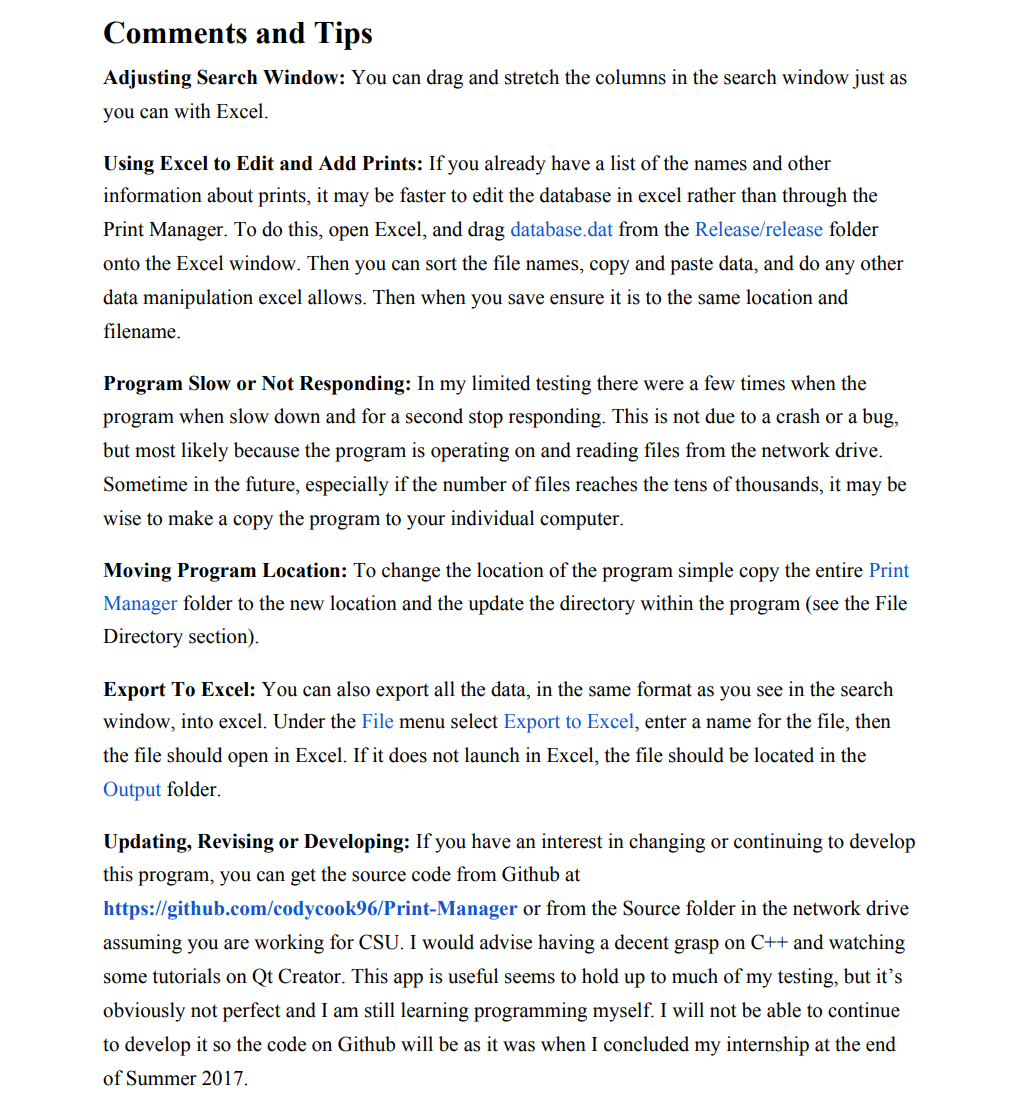 Comments and Tips
Adjusting Search Window: You can drag and stretch the columns in the search window just as
you can with Excel.
Using Excel to Edit and Add Prints: If you already have a list of the names and other
information about prints, it may be faster to edit the database in excel rather than through the
Print Manager. To do this, open Excel, and drag database.dat from the Release/release folder
onto the Excel window. Then you can sort the file names, copy and paste data, and do any other
data manipulation excel allows. Then when you save ensure it is to the same location and
filename.
Program Slow or Not Responding: In my limited testing there were a few times when the
program when slow down and for a second stop responding. This is not due to a crash or a bug,
but most likely because the program is operating on and reading files from the network drive.
Sometime in the future, especially if the number of files reaches the tens of thousands, it may be
wise to make a copy the program to your individual computer.
Moving Program Location: To change the location of the program simple copy the entire Print
Manager folder to the new location and the update the directory within the program (see the File
Directory section).
Export To Excel: You can also export all the data, in the same format as you see in the search
window, into excel. Under the File menu select Export to Excel, enter a name for the file, then
the file should open in Excel. If it does not launch in Excel, the file should be located in the
Output folder.
Updating, Revising or Developing: If you have an interest in changing or continuing to develop
this program, you can get the source code from Github at
https://github.com/codycook96/Print-Manager or from the Source folder in the network drive
assuming you are working for CSU. I would advise having a decent grasp on C++ and watching
some tutorials on Qt Creator. This app is useful seems to hold up to much of my testing, but it’s
obviously not perfect and I am still learning programming myself. I will not be able to continue
to develop it so the code on Github will be as it was when I concluded my internship at the end
of Summer 2017.